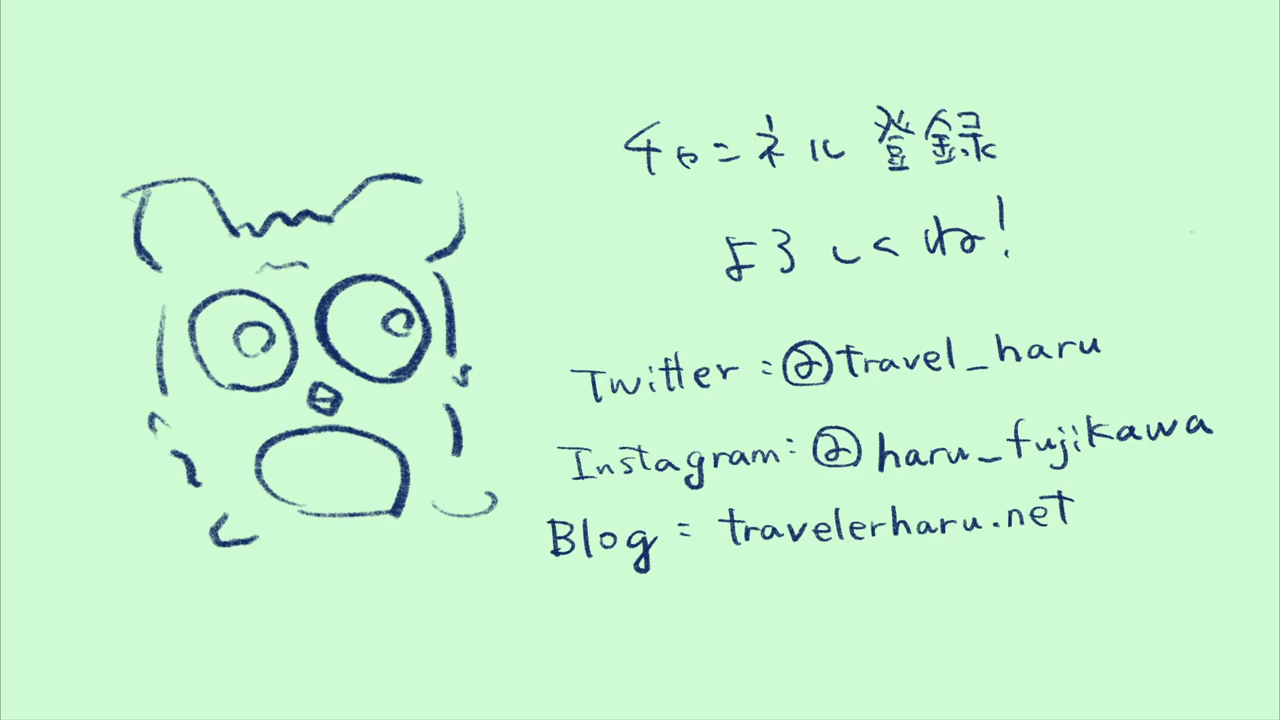 チャンネル登録
よろしくね!
Twitter : @travel_haru
Instagram: @haru_fujikawa
Blog = travelerharu.net